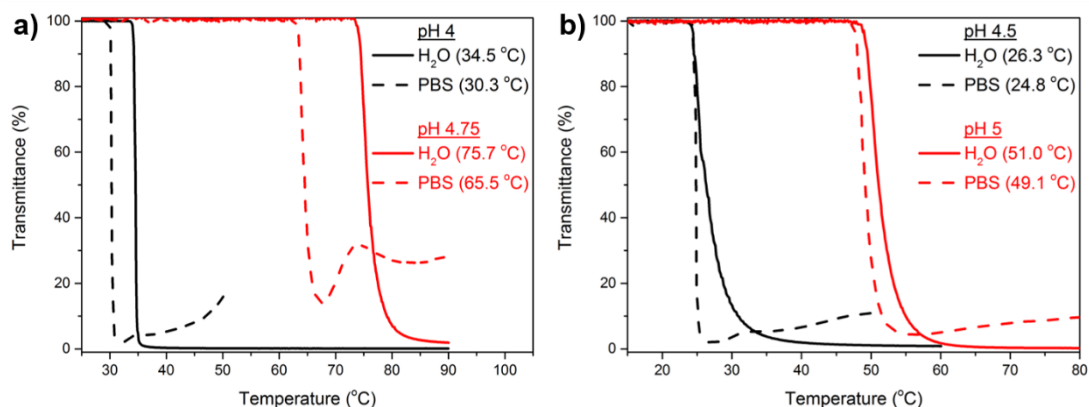 a)
pH 4
H₂O (34.5 °C)
PBS (30.3 °C)
pH 4.75
H₂O (75.7 °C)
PBS (65.5 °C)
Transmittance (%)
100
80
60
40
20
0
30 40 50 60 70 80 90 100
Temperature (°C)
b)
pH 4.5
H₂O (26.3 °C)
PBS (24.8 °C)
pH 5
H₂O (51.0 °C)
PBS (49.1 °C)
Transmittance (%)
100
80
60
40
20
0
20 30 40 50 60 70 80
Temperature (°C)